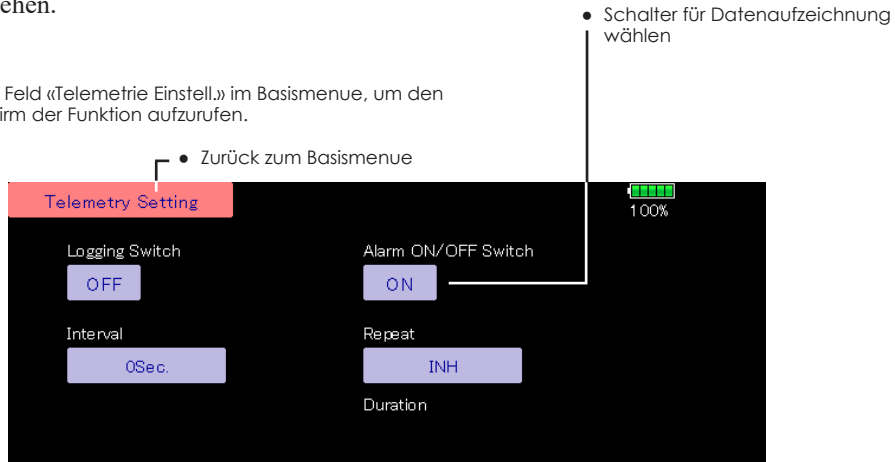 ehen.
● Schalter für Datenaufzeichnung
wählen
Feld «Telemetrie Einstell.» im Basismenue, um den
irm der Funktion aufzurufen.
● Zurück zum Basismenue
Telemetry Setting
100%
Logging Switch
Alarm ON/OFF Switch
OFF
ON
Interval
Repeat
0Sec.
INH
Duration